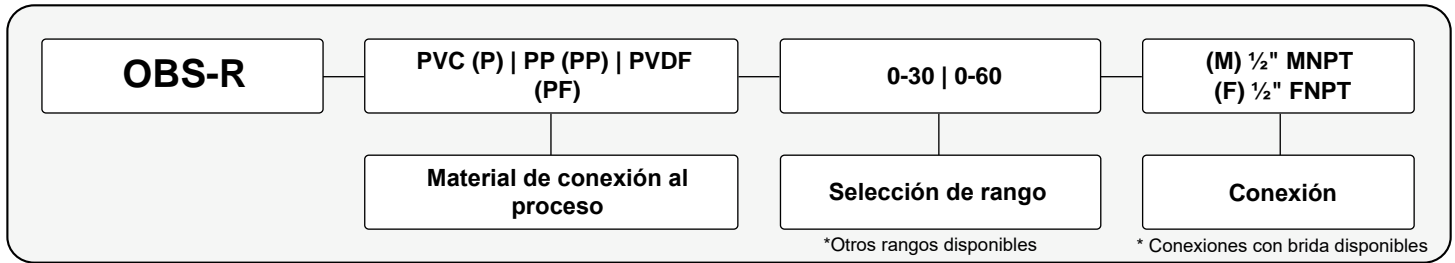 OBS-R
PVC (P) | PP (PP) | PVDF
(PF)
0-30 | 0-60
(M) ½" MNPT
(F) ½" FNPT
Material de conexión al
proceso
Selección de rango
Conexión
*Otros rangos disponibles
* Conexiones con brida disponibles